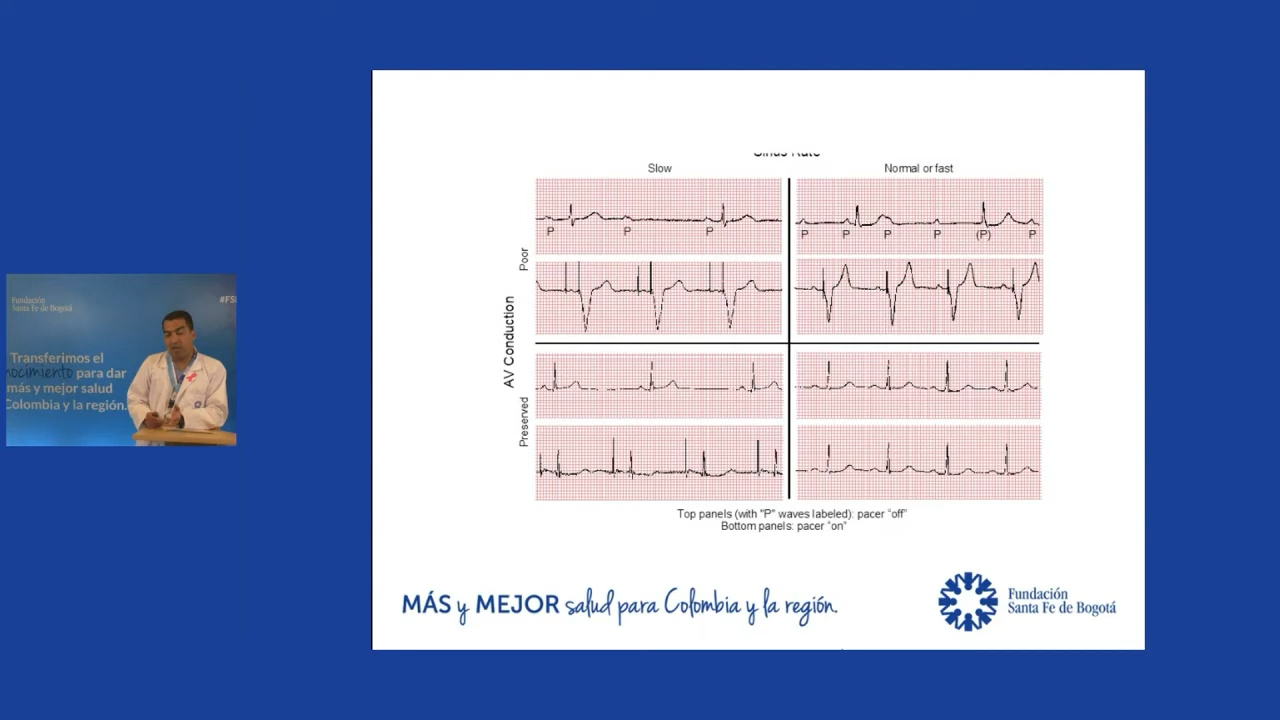 Sinus Rate
Slow
Normal or fast
P
P
P
P
P
P
P
(P)
P
Poor
AV Conduction
Preserved
Top panels (with "P" waves labeled): pacer "off"
Bottom panels: pacer "on"
MÁS y MEJOR salud para Colombia y la región.
Fundación
Santa Fe de Bogotá
Fundación
Santa Fe de Bogotá
Transferimos el
para dar
más y mejor salud
Colombia y la región.